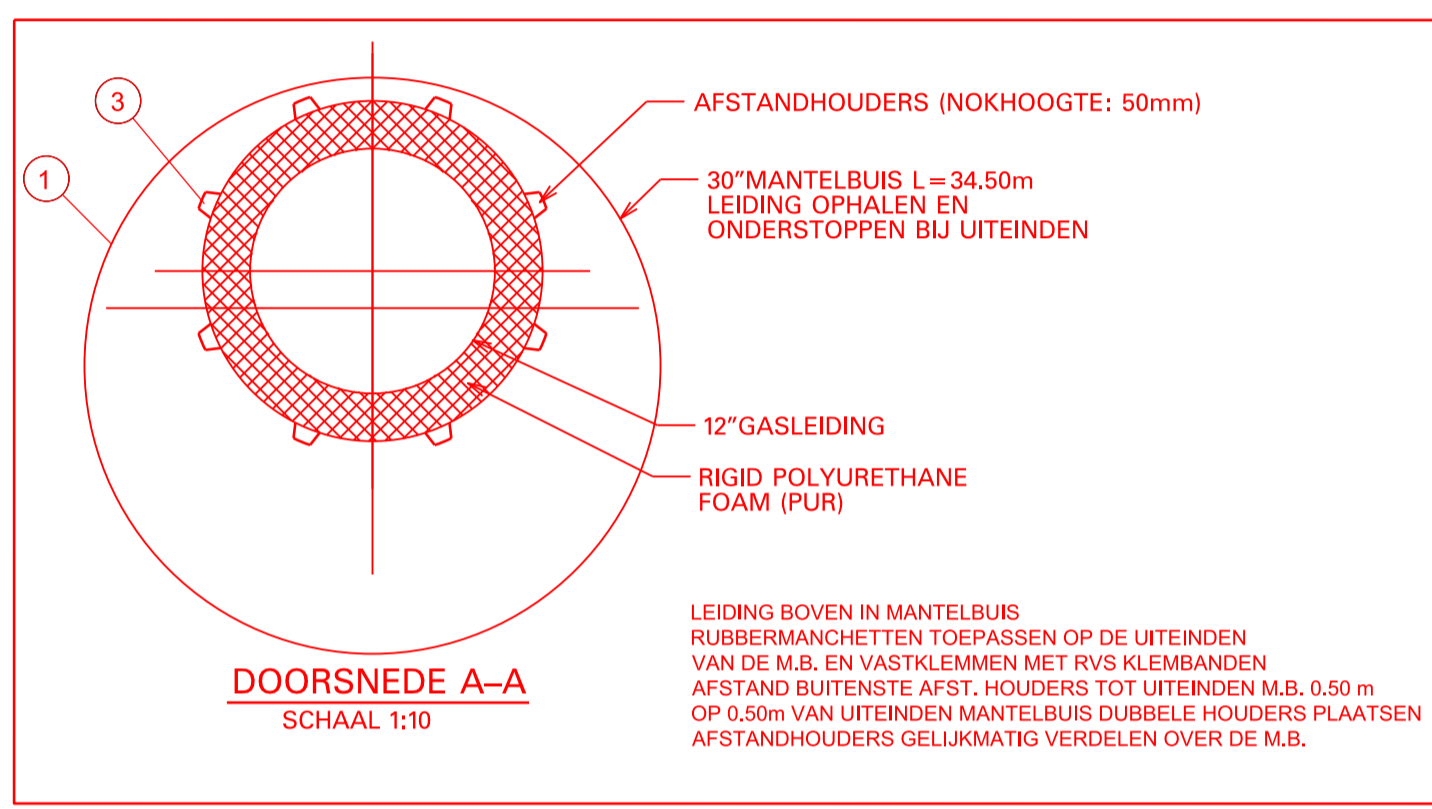 3
1
AFSTANDHOUDERS (NOKHOOGTE: 50mm)
30"MANTELBUIS L=34.50m
LEIDING OPHALEN EN
ONDERSTOPPEN BIJ UITEINDEN
12"GASLEIDING
RIGID POLYURETHANE
FOAM (PUR)
DOORSNEDE A–A
SCHAAL 1:10
LEIDING BOVEN IN MANTELBUIS
RUBBERMANCHETTEN TOEPASSEN OP DE UITEINDEN
VAN DE M.B. EN VASTKLEMMEN MET RVS KLEMBANDEN
AFSTAND BUITENSTE AFST. HOUDERS TOT UITEINDEN M.B. 0.50 m
OP 0.50m VAN UITEINDEN MANTELBUIS DUBBELE HOUDERS PLAATSEN
AFSTANDHOUDERS GELIJKMATIG VERDELEN OVER DE M.B.